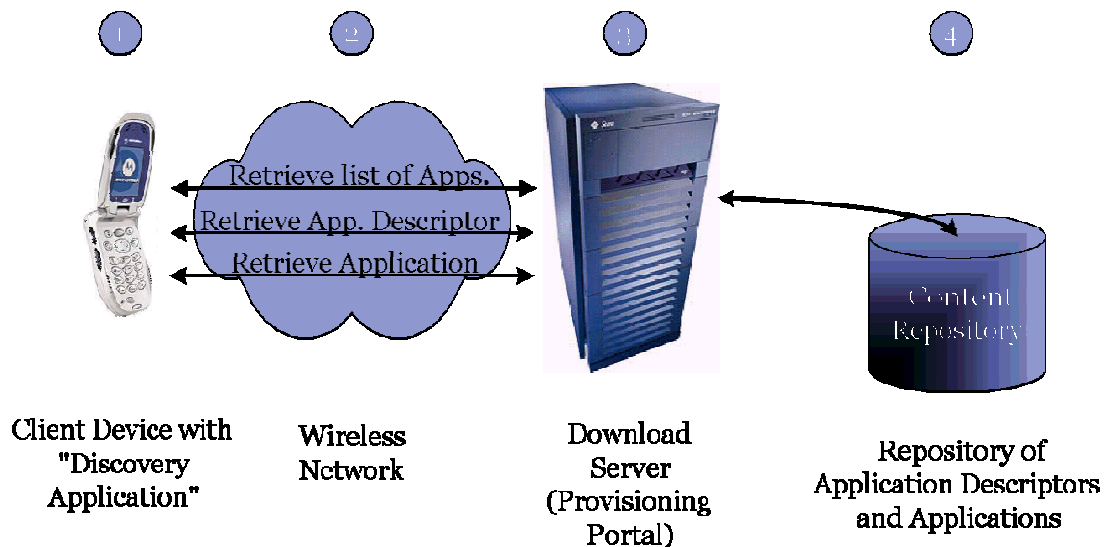 1
2
3
4
Sun
Retrieve list of Apps.
Retrieve App. Descriptor
Retrieve Application
Content
Repository
Client Device with
"Discovery
Application"
Wireless
Network
Download
Server
(Provisioning
Portal)
Repository of
Application Descriptors
and Applications